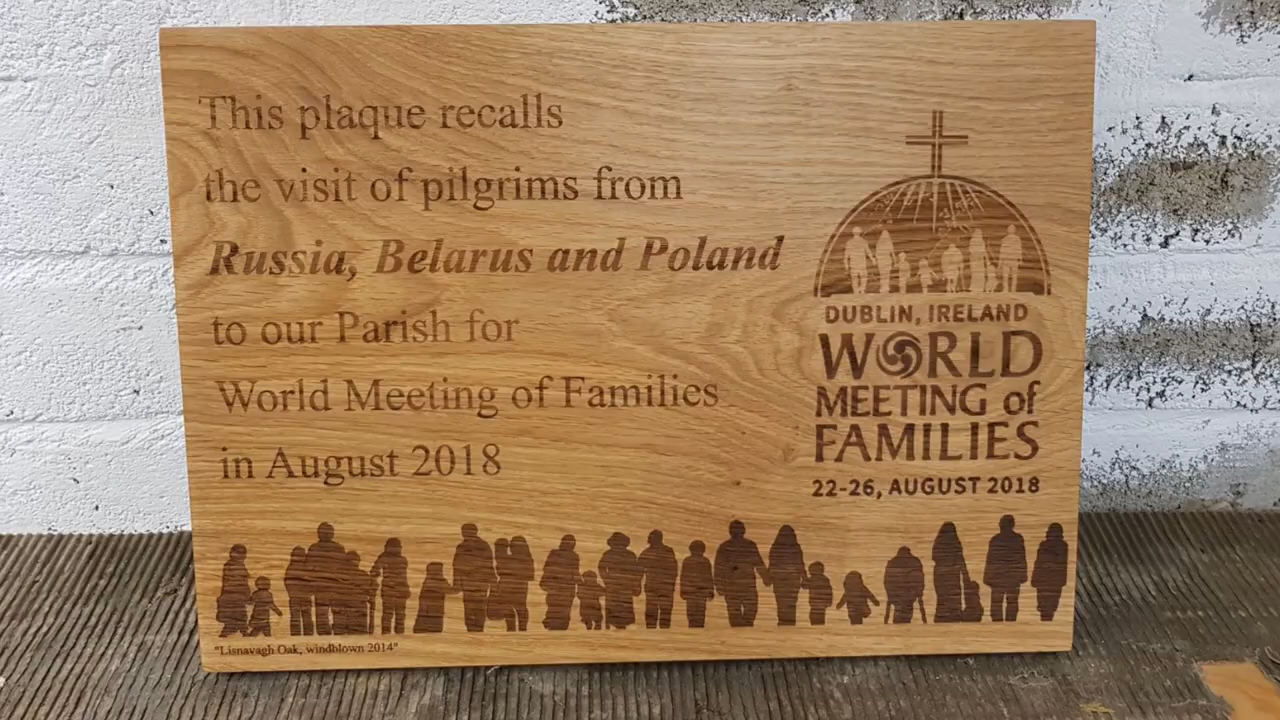 This plaque recalls
the visit of pilgrims from
Russia, Belarus and Poland
to our Parish for
World Meeting of Families
in August 2018
DUBLIN, IRELAND
WORLD
MEETING of
FAMILIES
22-26, AUGUST 2018
"Lisnavagh Oak, windblown 2014"